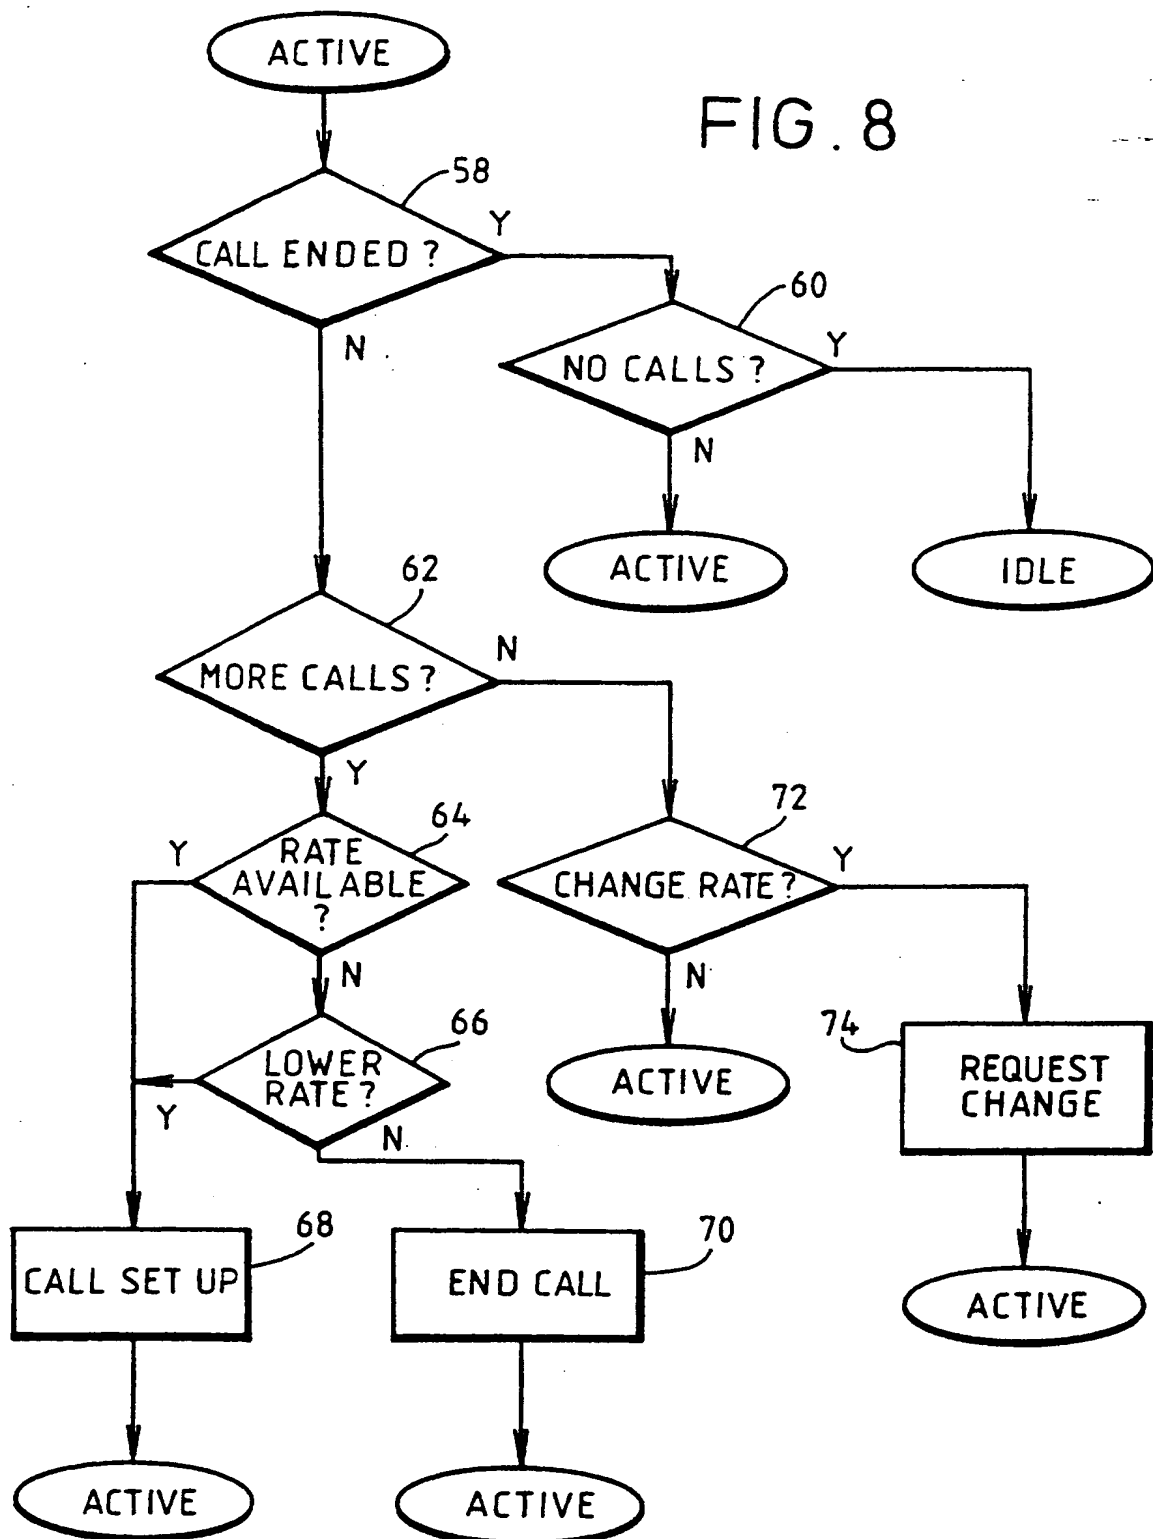 ACTIVE
FIG. 8
58
Y
CALL ENDED ?
60
N
Y
NO CALLS ?
N
ACTIVE
IDLE
62
N
MORE CALLS ?
Y
64
72
Y
RATE
AVAILABLE
?
Y
CHANGE RATE ?
N
N
66
74
LOWER
RATE ?
ACTIVE
REQUEST
CHANGE
Y
N
68
70
CALL SET UP
END CALL
ACTIVE
ACTIVE
ACTIVE